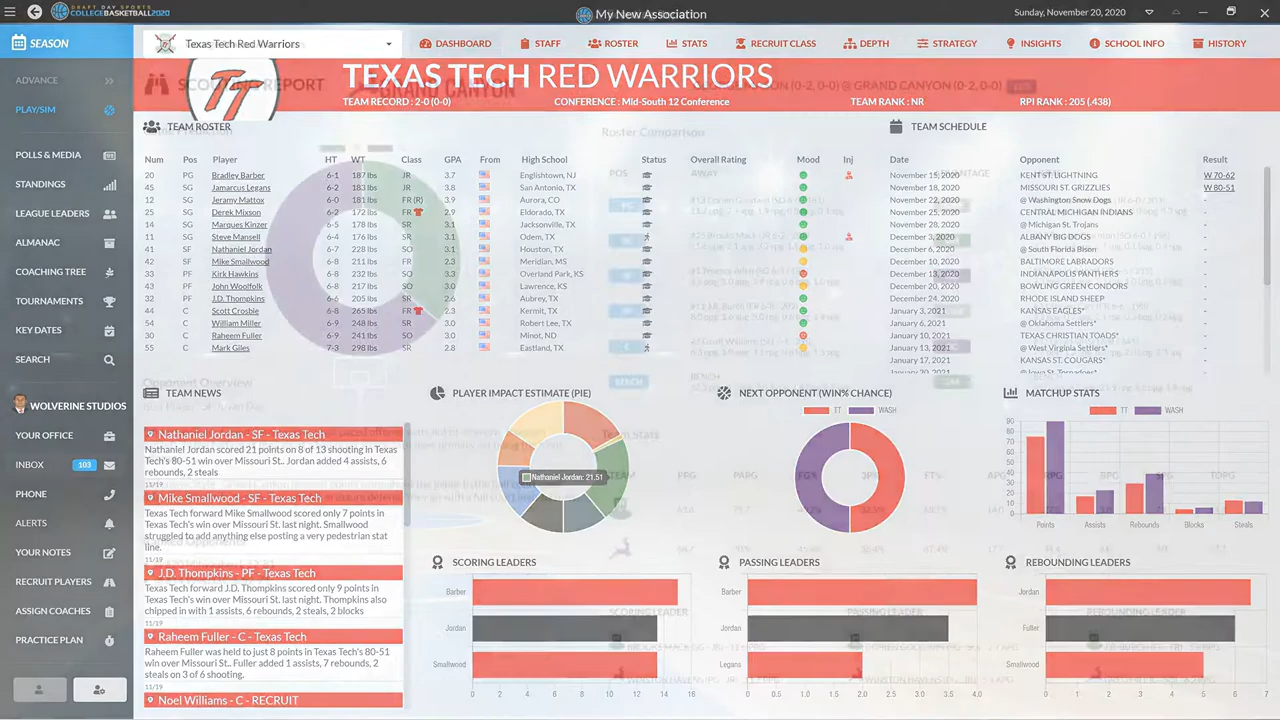 DRAFT DAY SPORTS
COLLEGEBASKETBALL2020
My New Association
Sunday, November 20, 2020
SEASON
Texas Tech Red Warriors
DASHBOARD
STAFF
ROSTER
STATS
RECRUIT CLASS
DEPTH
STRATEGY
INSIGHTS
SCHOOL INFO
HISTORY
ADVANCE
PLAY/SIM
POLLS & MEDIA
STANDINGS
LEAGUE LEADERS
ALMANAC
COACHING TREE
TOURNAMENTS
KEY DATES
SEARCH
WOLVERINE STUDIOS
YOUR OFFICE
INBOX 103
PHONE
ALERTS
YOUR NOTES
RECRUIT PLAYERS
ASSIGN COACHES
PRACTICE PLAN
SCOUTING REPORT
TEXAS TECH RED WARRIORS
TEAM RECORD : 2-0 (0-0)
CONFERENCE : Mid-South 12 Conference
TEAM RANK : NR
RPI RANK : 205 (.438)
TEAM ROSTER
Roster Comparison
Num Pos Player HT WT Class GPA From High School Status Overall Rating Mood Inj
20 PG Bradley Barber 6-1 187 lbs JR 3.7 Englishtown, NJ
45 SG Jamarcus Legans 6-2 183 lbs JR 3.8 San Antonio, TX
12 SG Jeramy Mattox 6-0 181 lbs FR (R) 3.9 Aurora, CO
25 SG Derek Mixson 6-2 172 lbs FR 2.9 Eldorado, TX
14 SG Marques Kinzer 6-5 178 lbs SR 3.1 Jacksonville, TX
11 SG Steve Mansell 6-4 176 lbs SR 3.1 Odem, TX
41 SF Nathaniel Jordan 6-7 228 lbs SO 3.1 Houston, TX
42 SF Mike Smallwood 6-8 211 lbs FR 2.3 Meridian, MS
33 PF Kirk Hawkins 6-8 232 lbs SO 3.3 Overland Park, KS
43 PF John Woolfolk 6-8 217 lbs SO 3.0 Lawrence, KS
32 PF J.D. Thompkins 6-6 205 lbs SR 2.6 Aubrey, TX
44 C Scott Crosbie 6-8 265 lbs FR 2.3 Kermit, TX
54 C William Miller 6-9 248 lbs SR 3.0 Robert Lee, TX
30 C Raheem Fuller 6-9 241 lbs SO 3.0 Minot, ND
55 C Mark Giles 7-3 298 lbs SR 2.8 Eastland, TX
TEAM SCHEDULE
Date Opponent Result
November 15, 2020 KENT ST. LIGHTNING W 70-62
November 18, 2020 MISSOURI ST. GRIZZLIES W 80-51
November 22, 2020 @ Washington Snow Dogs -
November 25, 2020 CENTRAL MICHIGAN INDIANS -
November 28, 2020 @ Michigan St. Trojans -
December 3, 2020 ALBANY BIG DOGS -
December 6, 2020 @ South Florida Bison -
December 10, 2020 BALTIMORE LABRADORS -
December 13, 2020 INDIANAPOLIS PANTHERS -
December 20, 2020 BOWLING GREEN CONDORS -
December 24, 2020 RHODE ISLAND SHEEP -
January 3, 2021 KANSAS EAGLES* -
January 6, 2021 @ Oklahoma Settlers* -
January 10, 2021 TEXAS CHRISTIAN TOADS* -
January 13, 2021 @ West Virginia Settlers* -
January 17, 2021 KANSAS ST. COUGARS* -
January 20, 2021 @ Iowa St. Tornadoes* -
TEAM NEWS
Nathaniel Jordan - SF - Texas Tech
Nathaniel Jordan scored 21 points on 8 of 13 shooting in Texas
Tech's 80-51 win over Missouri St.. Jordan added 4 assists, 6
rebounds, 2 steals
11/19
Mike Smallwood - SF - Texas Tech
Texas Tech forward Mike Smallwood scored only 7 points in
Texas Tech's win over Missouri St. last night. Smallwood
struggled to add anything else posting a very pedestrian stat
line.
11/19
J.D. Thompkins - PF - Texas Tech
Texas Tech forward J.D. Thompkins scored only 9 points in
Texas Tech's win over Missouri St. last night. Thompkins also
chipped in with 1 assists, 6 rebounds, 2 steals, 2 blocks
11/19
Raheem Fuller - C - Texas Tech
Raheem Fuller was held to just 8 points in Texas Tech's 80-51
win over Missouri St.. Fuller added 1 assists, 7 rebounds, 2
steals on 3 of 6 shooting.
11/19
Noel Williams - C - RECRUIT
PLAYER IMPACT ESTIMATE (PIE)
Nathaniel Jordan: 21.51
NEXT OPPONENT (WIN% CHANCE)
TT WASH
MATCHUP STATS
TT WASH
90
80
70
60
50
40
30
20
10
0
Points Assists Rebounds Blocks Steals
SCORING LEADERS
Barber
Jordan
Smallwood
0 2 4 6 8 10 12 14 16
PASSING LEADERS
Barber
Jordan
Legans
0 0.5 1.0 1.5 2.0 2.5 3.0 3.5 4.0
REBOUNDING LEADERS
Jordan
Fuller
Smallwood
0 1 2 3 4 5 6 7